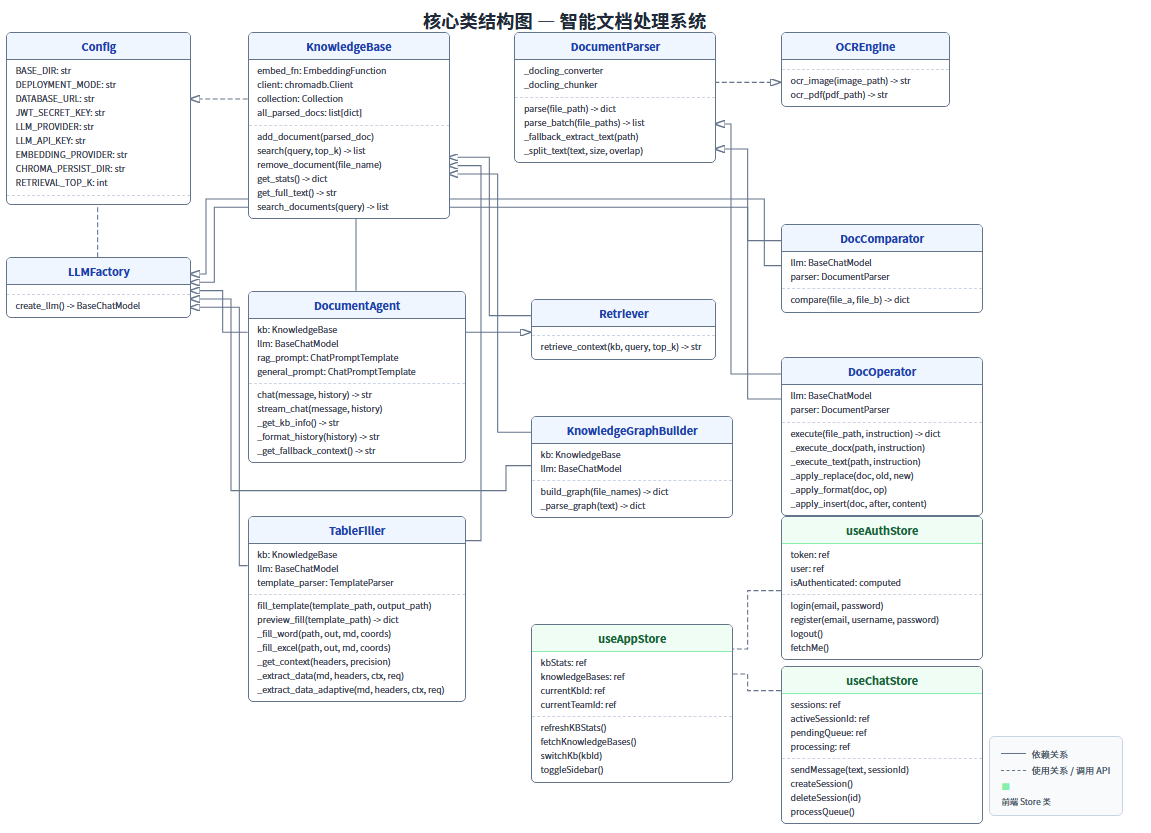 核心类结构图 — 智能文档处理系统
Config
BASE_DIR: str
DEPLOYMENT_MODE: str
DATABASE_URL: str
JWT_SECRET_KEY: str
LLM_PROVIDER: str
LLM_API_KEY: str
EMBEDDING_PROVIDER: str
CHROMA_PERSIST_DIR: str
RETRIEVAL_TOP_K: int
KnowledgeBase
embed_fn: EmbeddingFunction
client: chromadb.Client
collection: Collection
all_parsed_docs: list[dict]
add_document(parsed_doc)
search(query, top_k) -> list
remove_document(file_name)
get_stats() -> dict
get_full_text() -> str
search_documents(query) -> list
DocumentParser
_docling_converter
_docling_chunker
parse(file_path) -> dict
parse_batch(file_paths) -> list
_fallback_extract_text(path)
_split_text(text, size, overlap)
OCREngine
ocr_image(image_path) -> str
ocr_pdf(pdf_path) -> str
LLMFactory
create_llm() -> BaseChatModel
DocumentAgent
kb: KnowledgeBase
llm: BaseChatModel
rag_prompt: ChatPromptTemplate
general_prompt: ChatPromptTemplate
chat(message, history) -> str
stream_chat(message, history)
_get_kb_info() -> str
_format_history(history) -> str
_get_fallback_context() -> str
Retriever
retrieve_context(kb, query, top_k) -> str
DocComparator
llm: BaseChatModel
parser: DocumentParser
compare(file_a, file_b) -> dict
DocOperator
llm: BaseChatModel
parser: DocumentParser
execute(file_path, instruction) -> dict
_execute_docx(path, instruction)
_execute_text(path, instruction)
_apply_replace(doc, old, new)
_apply_format(doc, op)
_apply_insert(doc, after, content)
KnowledgeGraphBuilder
kb: KnowledgeBase
llm: BaseChatModel
build_graph(file_names) -> dict
_parse_graph(text) -> dict
TableFiller
kb: KnowledgeBase
llm: BaseChatModel
template_parser: TemplateParser
fill_template(template_path, output_path)
preview_fill(template_path) -> dict
_fill_word(path, out, md, coords)
_fill_excel(path, out, md, coords)
_get_context(headers, precision)
_extract_data(md, headers, ctx, req)
_extract_data_adaptive(md, headers, ctx, req)
useAuthStore
token: ref
user: ref
isAuthenticated: computed
login(email, password)
register(email, username, password)
logout()
fetchMe()
useAppStore
kbStats: ref
knowledgeBases: ref
currentKbId: ref
currentTeamId: ref
refreshKBStats()
fetchKnowledgeBases()
switchKb(kbId)
toggleSidebar()
useChatStore
sessions: ref
activeSessionId: ref
pendingQueue: ref
processing: ref
sendMessage(text, sessionId)
createSession()
deleteSession(id)
processQueue()
依赖关系
使用关系 / 调用 API
前端 Store 类